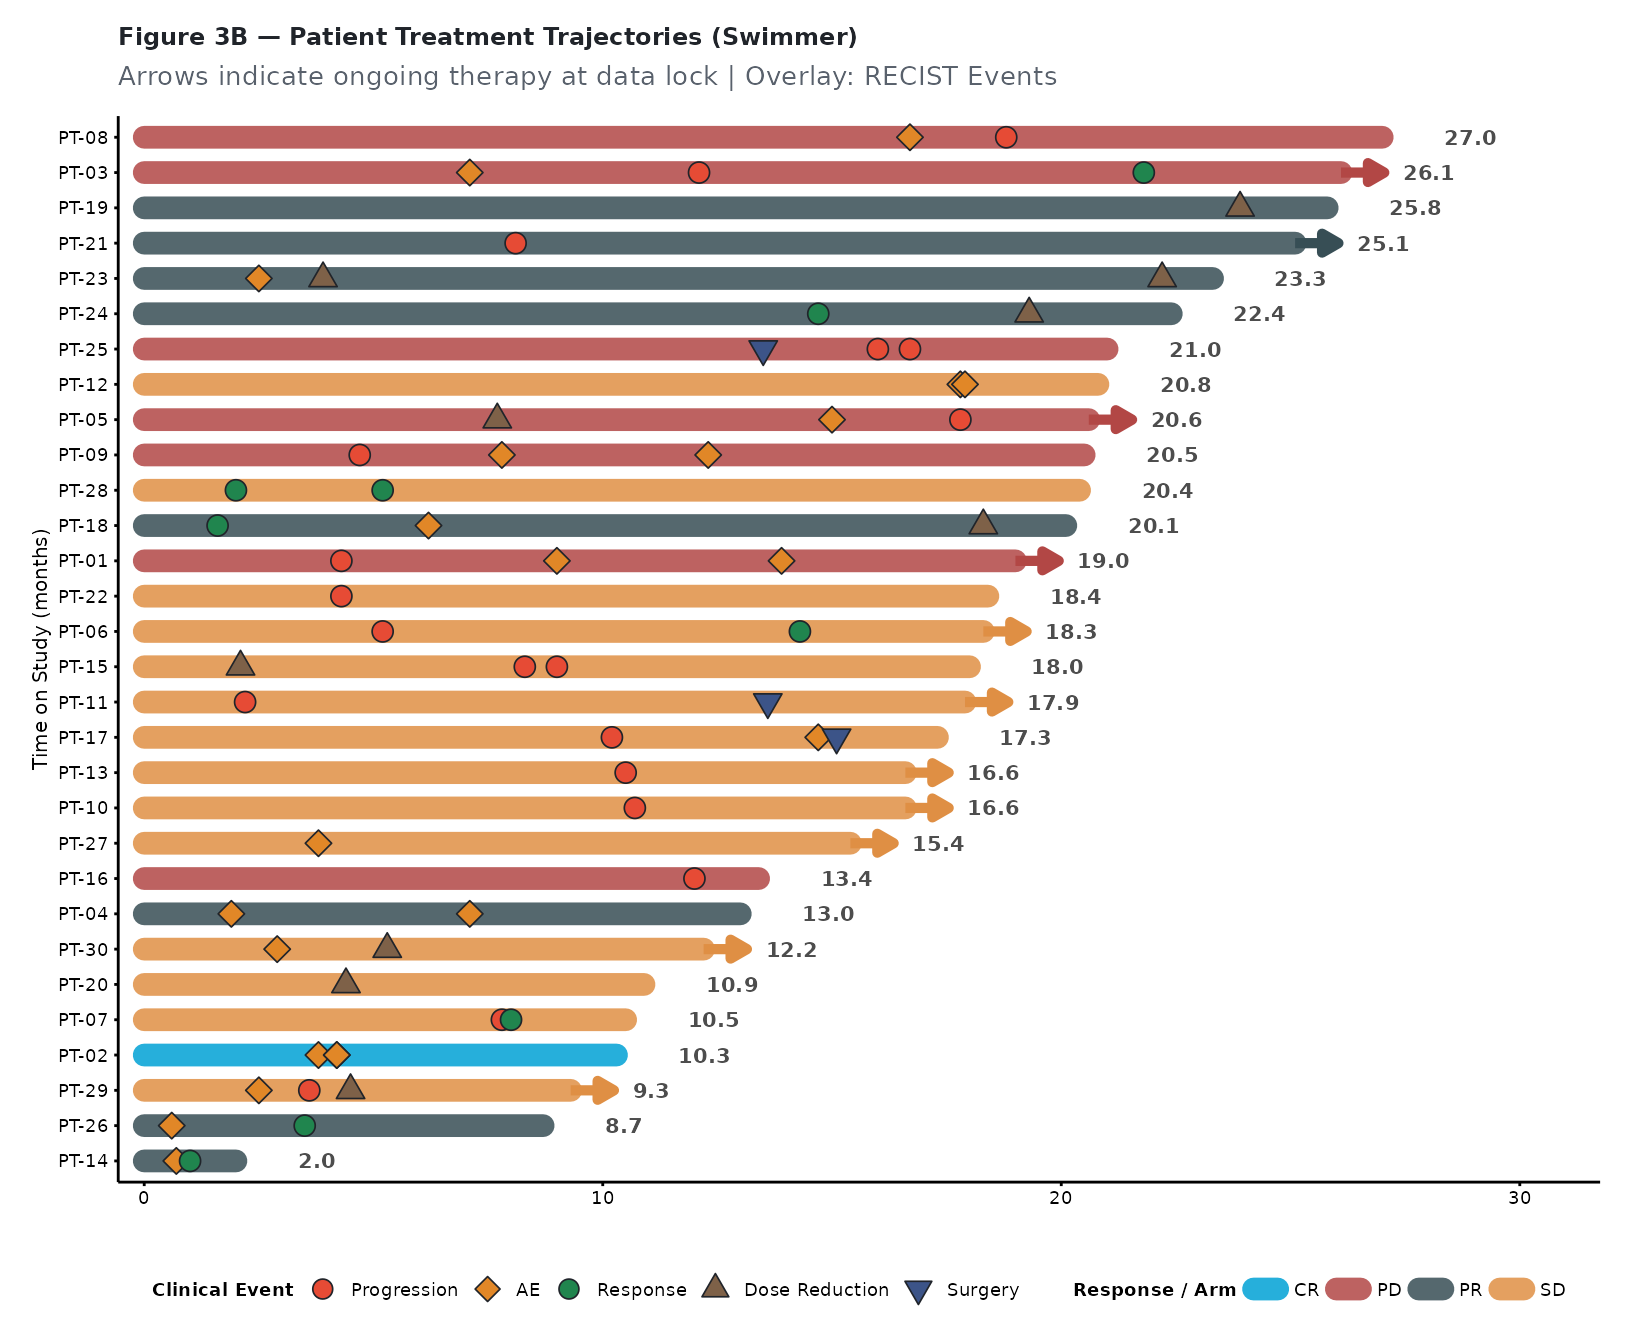 Figure 3B — Patient Treatment Trajectories (Swimmer)
Arrows indicate ongoing therapy at data lock | Overlay: RECIST Events
Time on Study (months)
PT-08 27.0
PT-03 26.1
PT-19 25.8
PT-21 25.1
PT-23 23.3
PT-24 22.4
PT-25 21.0
PT-12 20.8
PT-05 20.6
PT-09 20.5
PT-28 20.4
PT-18 20.1
PT-01 19.0
PT-22 18.4
PT-06 18.3
PT-15 18.0
PT-11 17.9
PT-17 17.3
PT-13 16.6
PT-10 16.6
PT-27 15.4
PT-16 13.4
PT-04 13.0
PT-30 12.2
PT-20 10.9
PT-07 10.5
PT-02 10.3
PT-29 9.3
PT-26 8.7
PT-14 2.0
0 10 20 30
Clinical Event Progression AE Response Dose Reduction Surgery Response / Arm CR PD PR SD